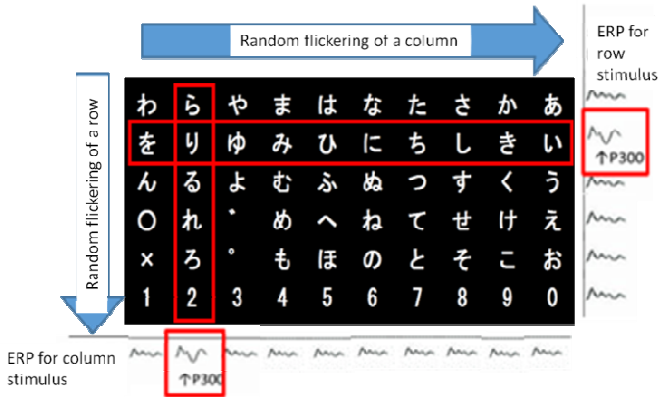 Random flickering of a column
ERP for
row
stimulus
Random flickering of a row
わ ら や ま は な た さ か あ
を り ゆ み ひ に ち し き い
↑P300
ん る よ む ふ ぬ つ す く う
○ れ ゛ め へ ね て せ け え
× ろ ゜ も ほ の と そ こ お
1 2 3 4 5 6 7 8 9 0
ERP for column
stimulus
↑P300